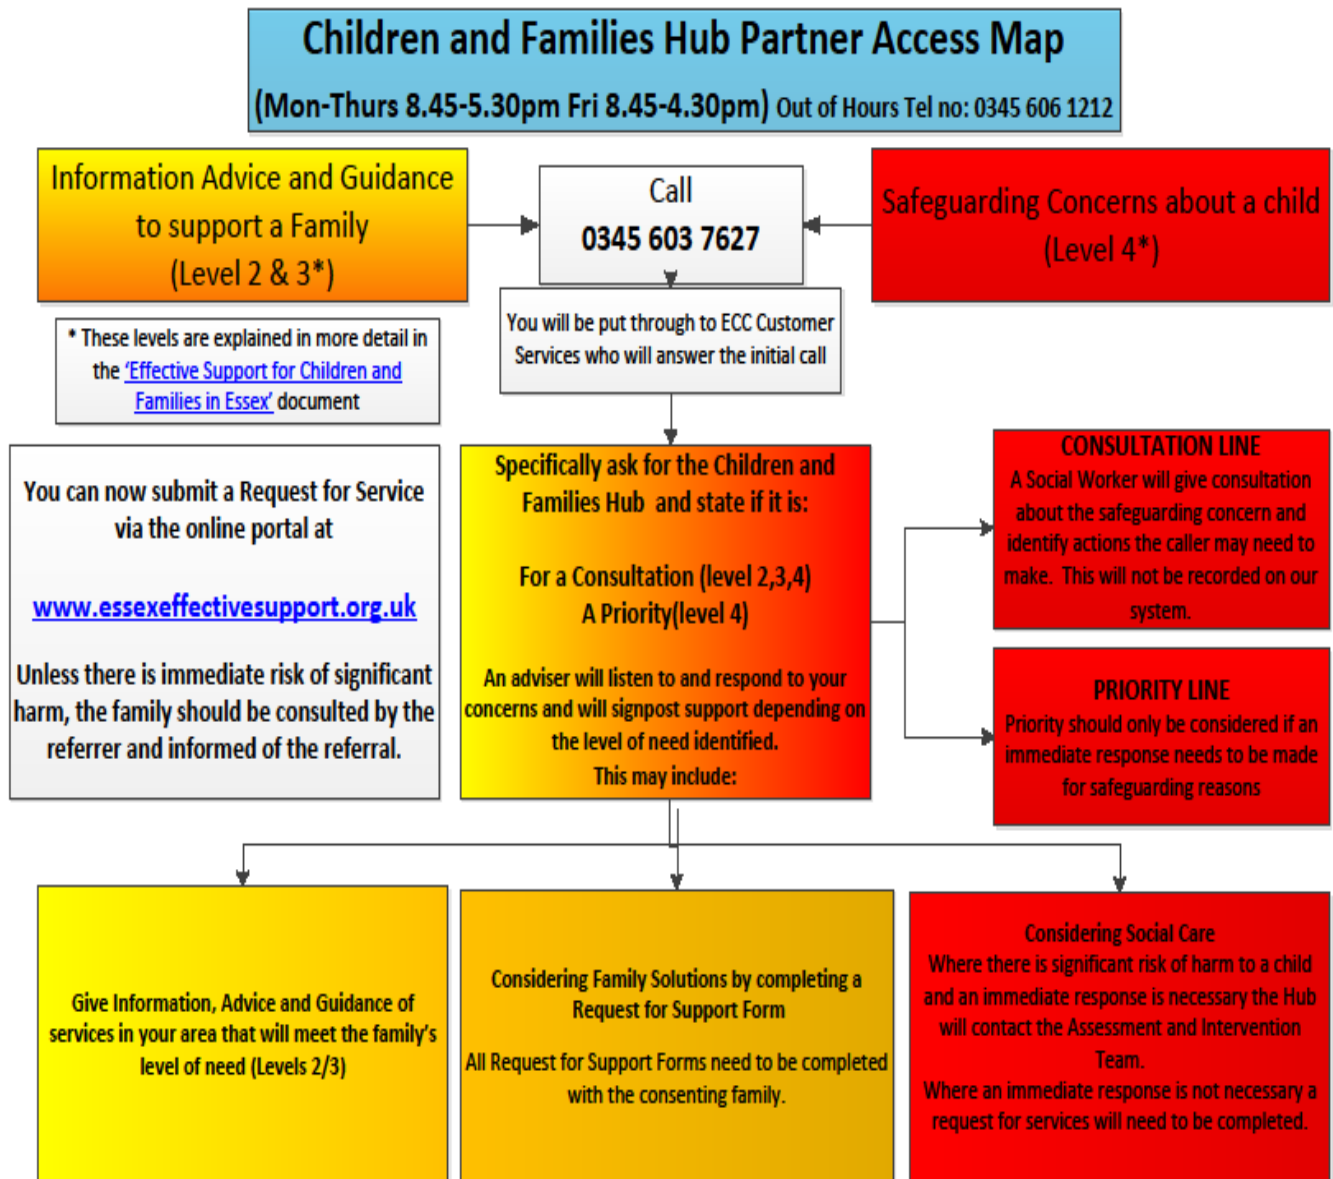 Children and Families Hub Partner Access Map
(Mon-Thurs 8.45-5.30pm Fri 8.45-4.30pm) Out of Hours Tel no: 0345 606 1212
Information Advice and Guidance
to support a Family
(Level 2 & 3*)
Call
0345 603 7627
Safeguarding Concerns about a child
(Level 4*)
You will be put through to ECC Customer
Services who will answer the initial call
* These levels are explained in more detail in
the 'Effective Support for Children and
Families in Essex' document
You can now submit a Request for Service
via the online portal at
www.essexeffectivesupport.org.uk
Unless there is immediate risk of significant
harm, the family should be consulted by the
referrer and informed of the referral.
Specifically ask for the Children and
Families Hub and state if it is:
For a Consultation (level 2,3,4)
A Priority(level 4)
An adviser will listen to and respond to your
concerns and will signpost support depending on
the level of need identified.
This may include:
CONSULTATION LINE
A Social Worker will give consultation
about the safeguarding concern and
identify actions the caller may need to
make. This will not be recorded on our
system.
PRIORITY LINE
Priority should only be considered if an
immediate response needs to be made
for safeguarding reasons
Give Information, Advice and Guidance of
services in your area that will meet the family's
level of need (Levels 2/3)
Considering Family Solutions by completing a
Request for Support Form
All Request for Support Forms need to be completed
with the consenting family.
Considering Social Care
Where there is significant risk of harm to a child
and an immediate response is necessary the Hub
will contact the Assessment and Intervention
Team.
Where an immediate response is not necessary a
request for services will need to be completed.